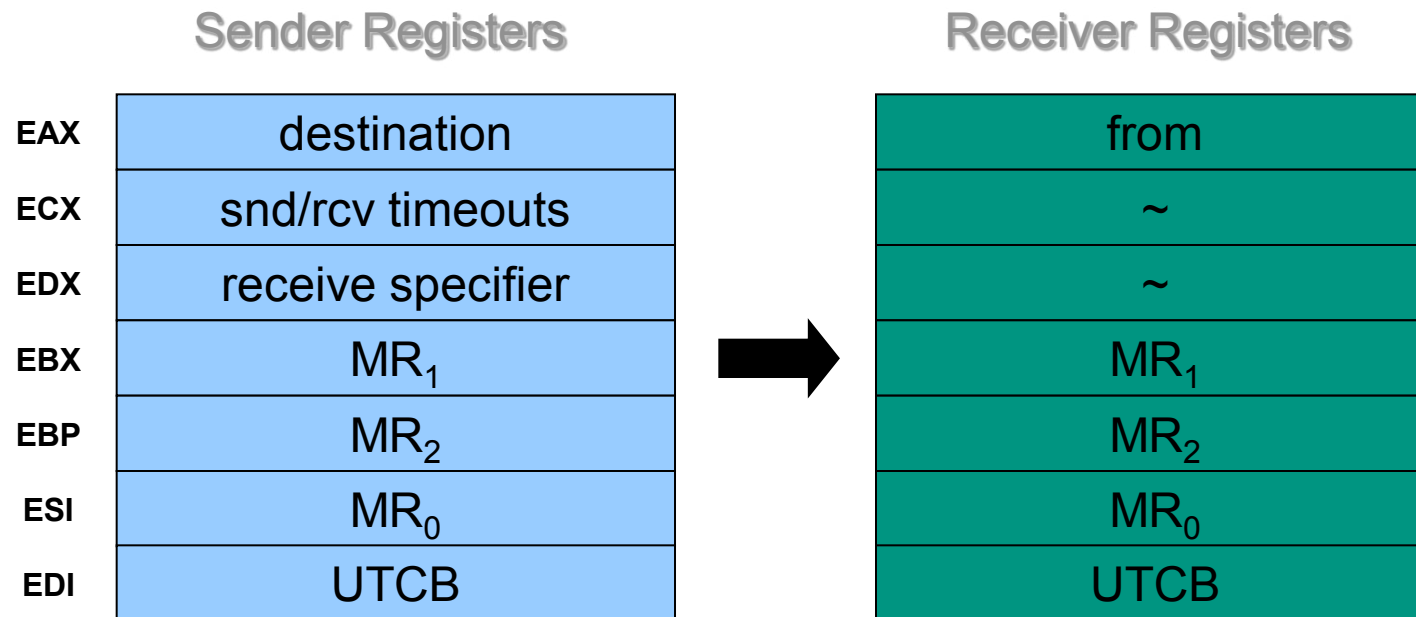 Sender Registers Receiver Registers
EAX destination from
ECX snd/rcv timeouts ~
EDX receive specifier ~
EBX MR₁ MR₁
EBP MR₂ MR₂
ESI MR₀ MR₀
EDI UTCB UTCB